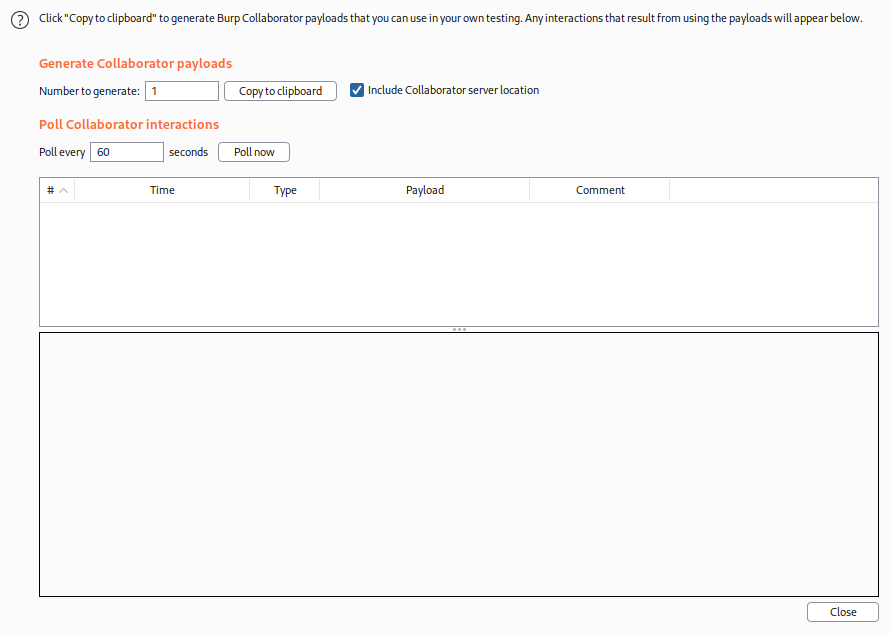 Click "Copy to clipboard" to generate Burp Collaborator payloads that you can use in your own testing. Any interactions that result from using the payloads will appear below.
Generate Collaborator payloads
Number to generate: 1 Copy to clipboard Include Collaborator server location
Poll Collaborator interactions
Poll every 60 seconds Poll now
# Time Type Payload Comment
Close